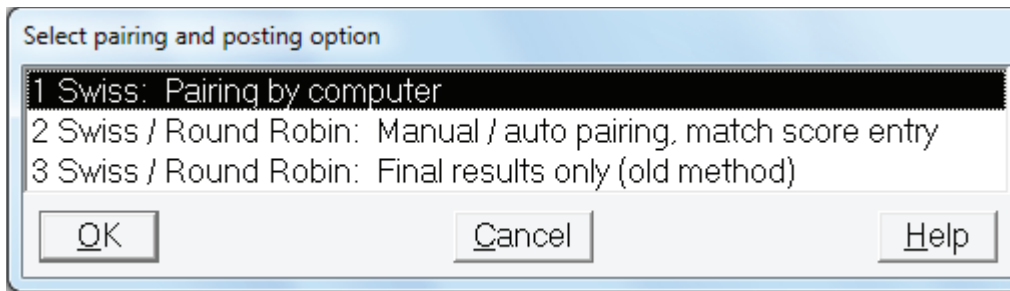 Select pairing and posting option
1 Swiss:  Pairing by computer
2 Swiss / Round Robin:  Manual / auto pairing, match score entry
3 Swiss / Round Robin:  Final results only (old method)
OK Cancel Help